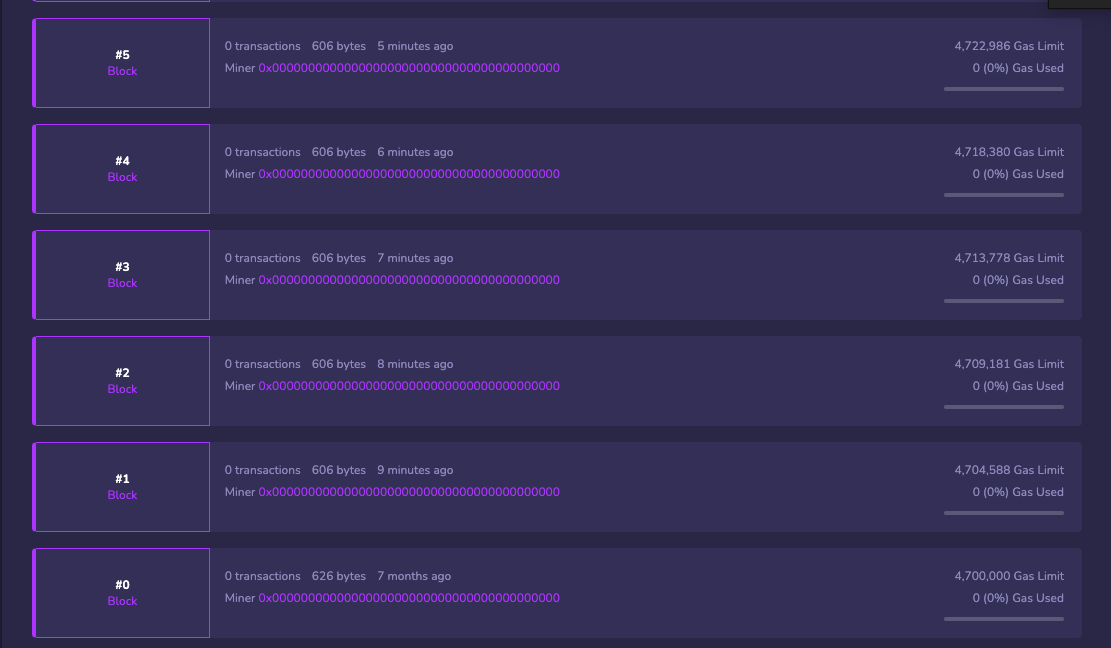 #5
Block
0 transactions 606 bytes 5 minutes ago
Miner 0x0000000000000000000000000000000000000000
4,722,986 Gas Limit
0 (0%) Gas Used
#4
Block
0 transactions 606 bytes 6 minutes ago
Miner 0x0000000000000000000000000000000000000000
4,718,380 Gas Limit
0 (0%) Gas Used
#3
Block
0 transactions 606 bytes 7 minutes ago
Miner 0x0000000000000000000000000000000000000000
4,713,778 Gas Limit
0 (0%) Gas Used
#2
Block
0 transactions 606 bytes 8 minutes ago
Miner 0x0000000000000000000000000000000000000000
4,709,181 Gas Limit
0 (0%) Gas Used
#1
Block
0 transactions 606 bytes 9 minutes ago
Miner 0x0000000000000000000000000000000000000000
4,704,588 Gas Limit
0 (0%) Gas Used
#0
Block
0 transactions 626 bytes 7 months ago
Miner 0x0000000000000000000000000000000000000000
4,700,000 Gas Limit
0 (0%) Gas Used